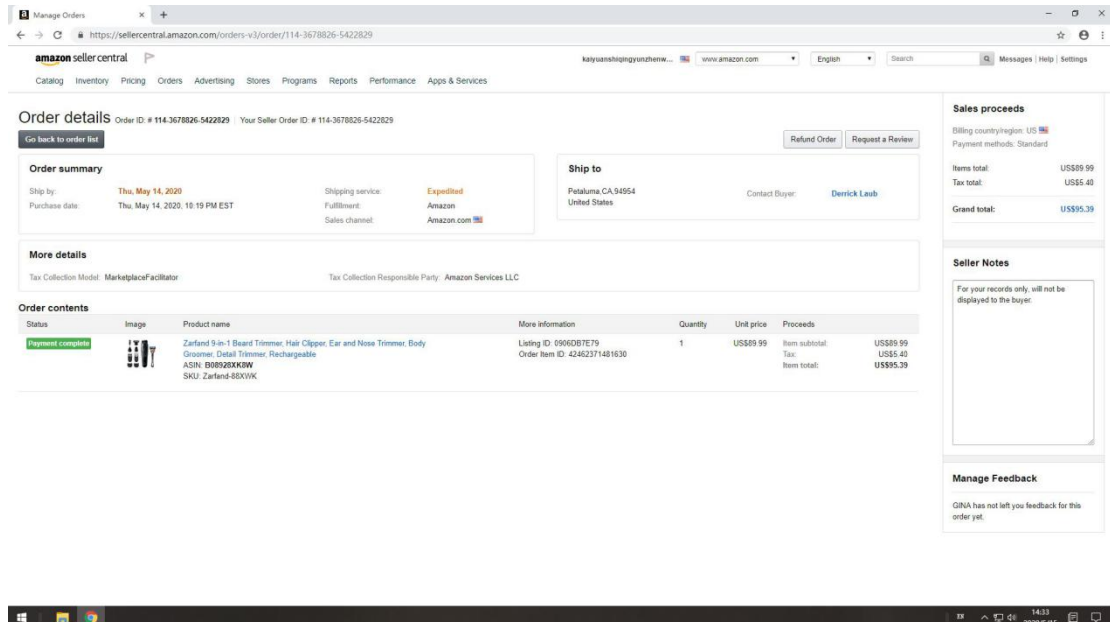 Manage Orders
https://sellercentral.amazon.com/orders-v3/order/114-3678826-5422829
amazon seller central
kaiyuanshiqingyunzhenw... www.amazon.com English Search Messages | Help | Settings
Catalog Inventory Pricing Orders Advertising Stores Programs Reports Performance Apps & Services
Order details Order ID: # 114-3678826-5422829 Your Seller Order ID: # 114-3678826-5422829
Go back to order list
Refund Order Request a Review
Order summary
Ship by: Thu, May 14, 2020 Shipping service: Expedited
Purchase date: Thu, May 14, 2020, 10:19 PM EST Fulfillment: Amazon
Sales channel: Amazon.com
Ship to
Petaluma,CA,94954
United States
Contact Buyer: Derrick Laub
More details
Tax Collection Model: MarketplaceFacilitator Tax Collection Responsible Party: Amazon Services LLC
Order contents
Status Image Product name More information Quantity Unit price Proceeds
Payment complete
Zarfand 9-in-1 Beard Trimmer, Hair Clipper, Ear and Nose Trimmer, Body
Groomer, Detail Trimmer, Rechargeable
ASIN: B08928XK8W
SKU: Zarfand-88XWK
Listing ID: 0906DB7E79
Order Item ID: 42462371481630
1
US$89.99
Item subtotal: US$89.99
Tax: US$5.40
Item total: US$95.39
Sales proceeds
Billing country/region: US
Payment methods: Standard
Items total: US$89.99
Tax total: US$5.40
Grand total: US$95.39
Seller Notes
For your records only, will not be
displayed to the buyer.
Manage Feedback
GINA has not left you feedback for this
order yet.
14:33